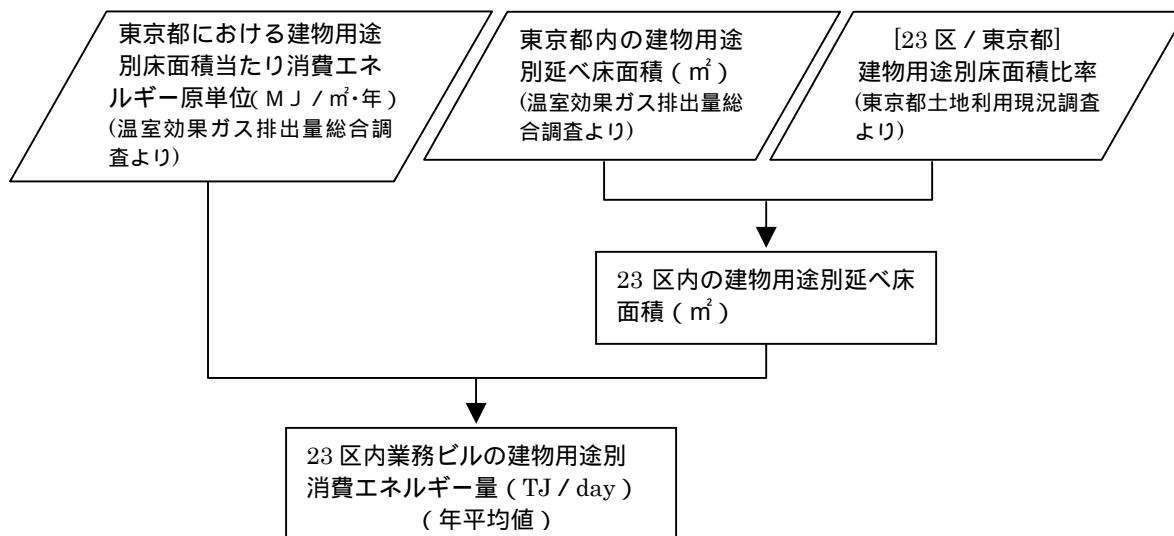 東京都における建物用途
別床面積当たり消費エネ
ルギー原単位(ＭＪ／㎡・年)
(温室効果ガス排出量総合調
査より)
東京都内の建物用途
別延べ床面積（㎡）
(温室効果ガス排出量総
合調査より)
[23 区／東京都]
建物用途別床面積比率
(東京都土地利用現況調査
より)
23 区内の建物用途別延べ床
面積（㎡）
23 区内業務ビルの建物用途別
消費エネルギー量（TJ／day）
（年平均値）